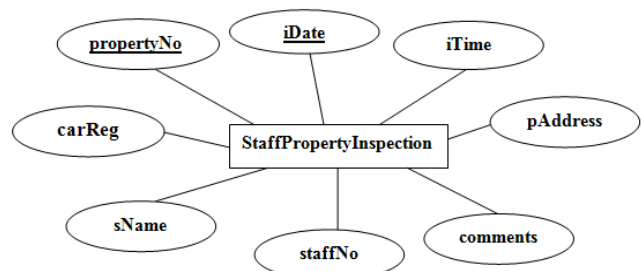 propertyNo
iDate
iTime
carReg
StaffPropertyInspection
pAddress
sName
staffNo
comments